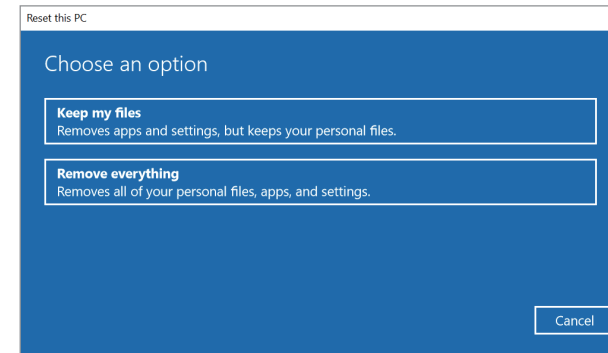 Reset this PC
Choose an option
Keep my files
Removes apps and settings, but keeps your personal files.
Remove everything
Removes all of your personal files, apps, and settings.
Cancel